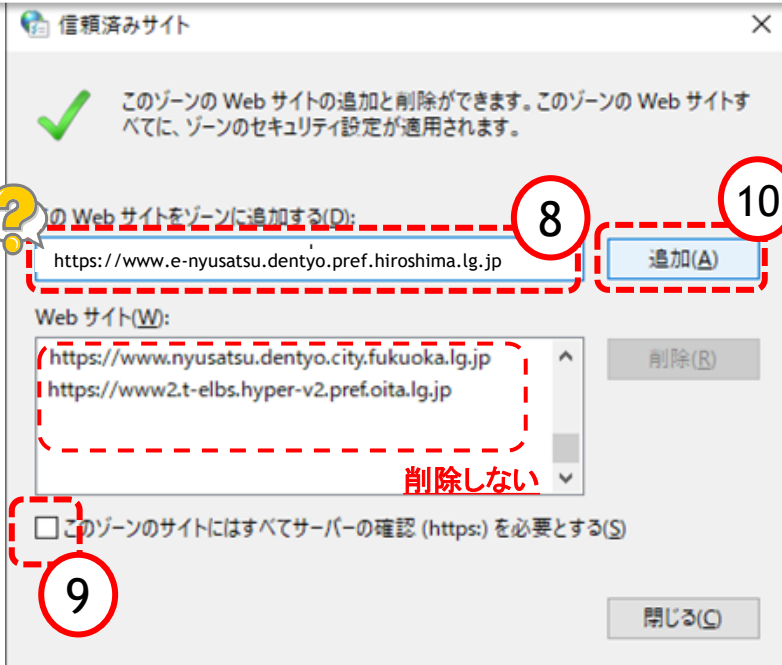 信頼済みサイト
このゾーンの Web サイトの追加と削除ができます。このゾーンの Web サイトす
べてに、ゾーンのセキュリティ設定が適用されます。
10
8
?
の Web サイトをゾーンに追加する(D):
https://www.e-nyusatsu.dentyo.pref.hiroshima.lg.jp
追加(A)
Web サイト(W):
https://www.nyusatsu.dentyo.city.fukuoka.lg.jp
削除(R)
https://www2.t-elbs.hyper-v2.pref.oita.lg.jp
削除しない
このゾーンのサイトにはすべてサーバーの確認 (https:) を必要とする(S)
9
閉じる(C)